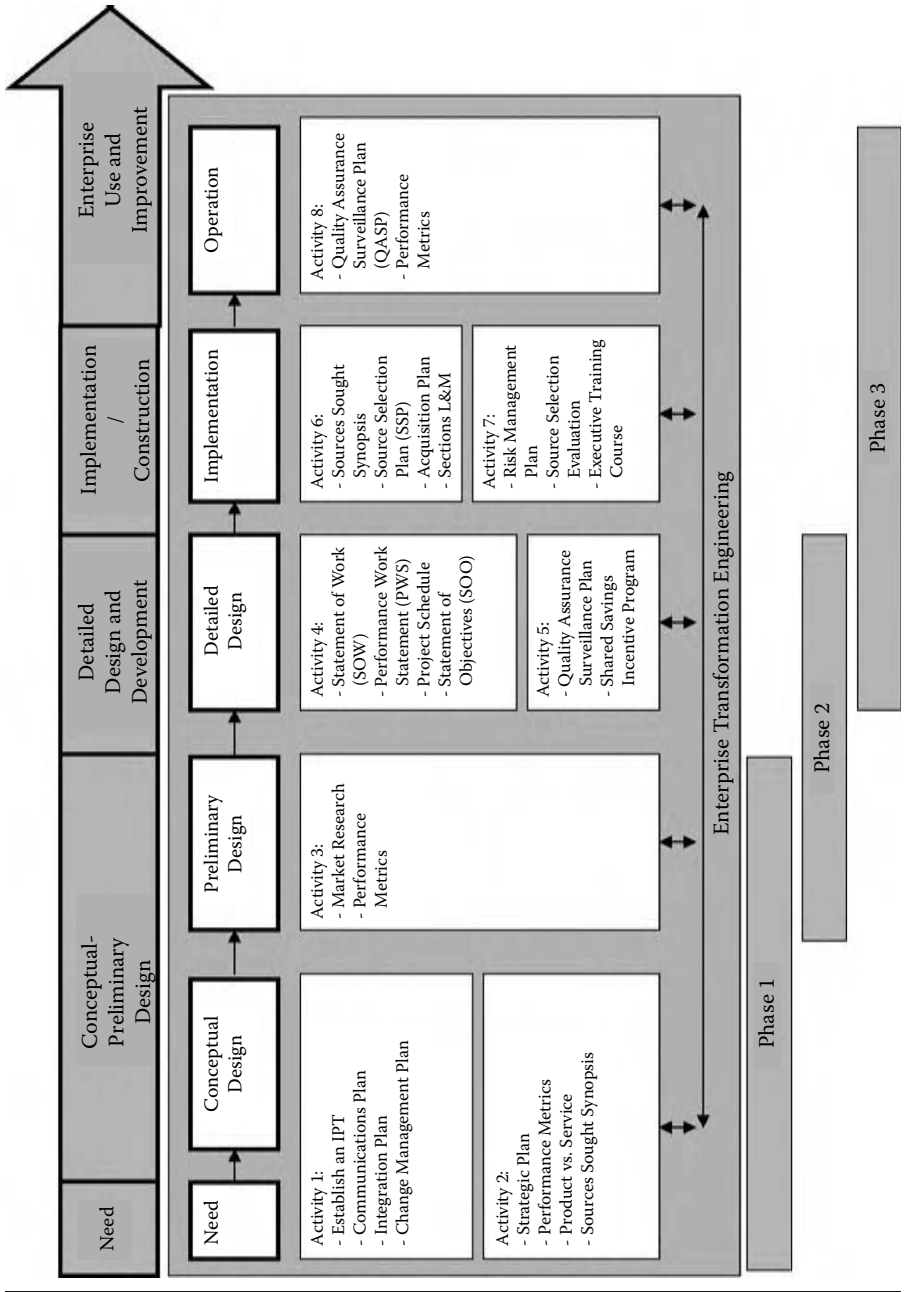 Need
Conceptual-
Preliminary
Design
Detailed
Design and
Development
Implementation
/
Construction
Enterprise
Use and
Improvement
Need
Conceptual
Design
Preliminary
Design
Detailed
Design
Implementation
Operation
Activity 1:
- Establish an IPT
- Communications Plan
- Integration Plan
- Change Management Plan
Activity 2:
- Strategic Plan
- Performance Metrics
- Product vs. Service
- Sources Sought Synopsis
Activity 3:
- Market Research
- Performance
Metrics
Activity 4:
- Statement of Work
(SOW)
- Performance Work
Statement (PWS)
- Project Schedule
- Statement of
Objectives (SOO)
Activity 5:
- Quality Assurance
Surveillance Plan
- Shared Savings
Incentive Program
Activity 6:
- Sources Sought
Synopsis
- Source Selection
Plan (SSP)
- Acquisition Plan
- Sections L&M
Activity 7:
- Risk Management
Plan
- Source Selection
Evaluation
- Executive Training
Course
Activity 8:
- Quality Assurance
Surveillance Plan
(QASP)
- Performance
Metrics
Enterprise Transformation Engineering
Phase 1
Phase 2
Phase 3